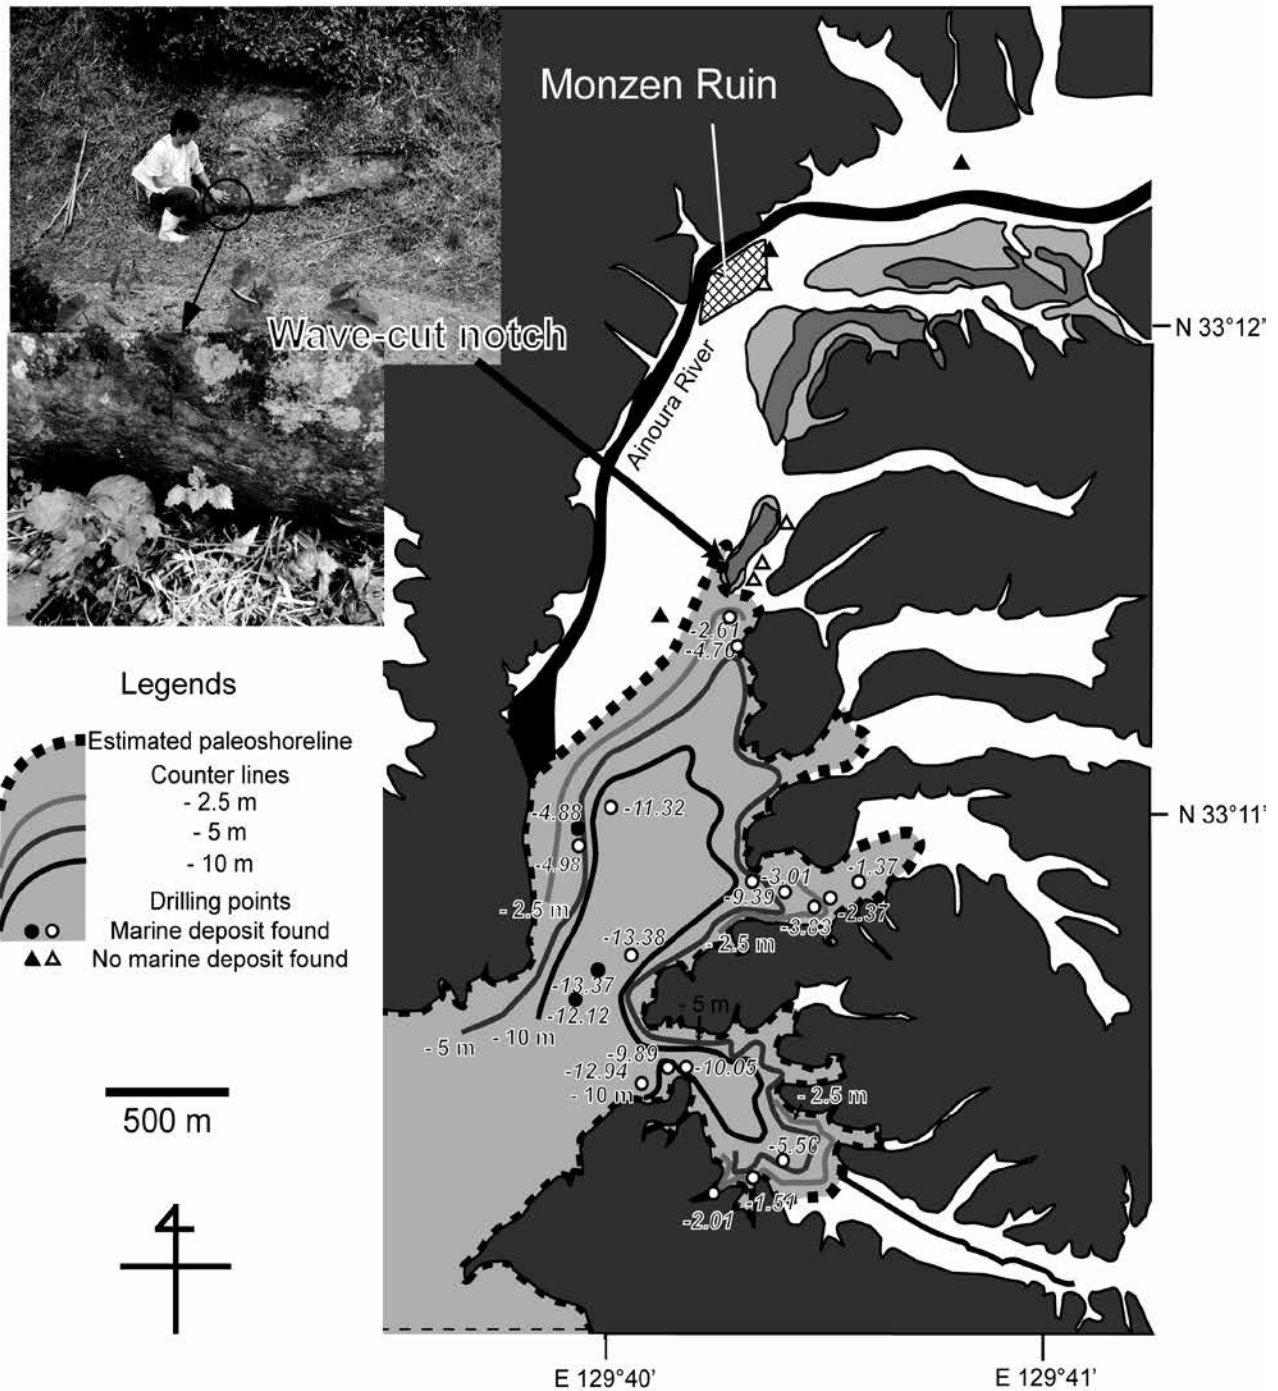 Monzen Ruin
Wave-cut notch
N 33°12'
Ainoura River
-2.61
-4.76
Legends
Estimated paleoshoreline
Counter lines
- 2.5 m
- 5 m
- 10 m
Drilling points
Marine deposit found
No marine deposit found
N 33°11'
-4.88
-11.32
-4.98
-3.01
-1.37
-9.39
-2.37
-3.83
- 2.5 m
- 2.5 m
-13.38
-13.37
-12.12
- 5 m
- 5 m
- 10 m
-9.89
-10.05
-12.94
- 10 m
- 2.5 m
-5.56
-1.51
-2.01
500 m
E 129°40'
E 129°41'